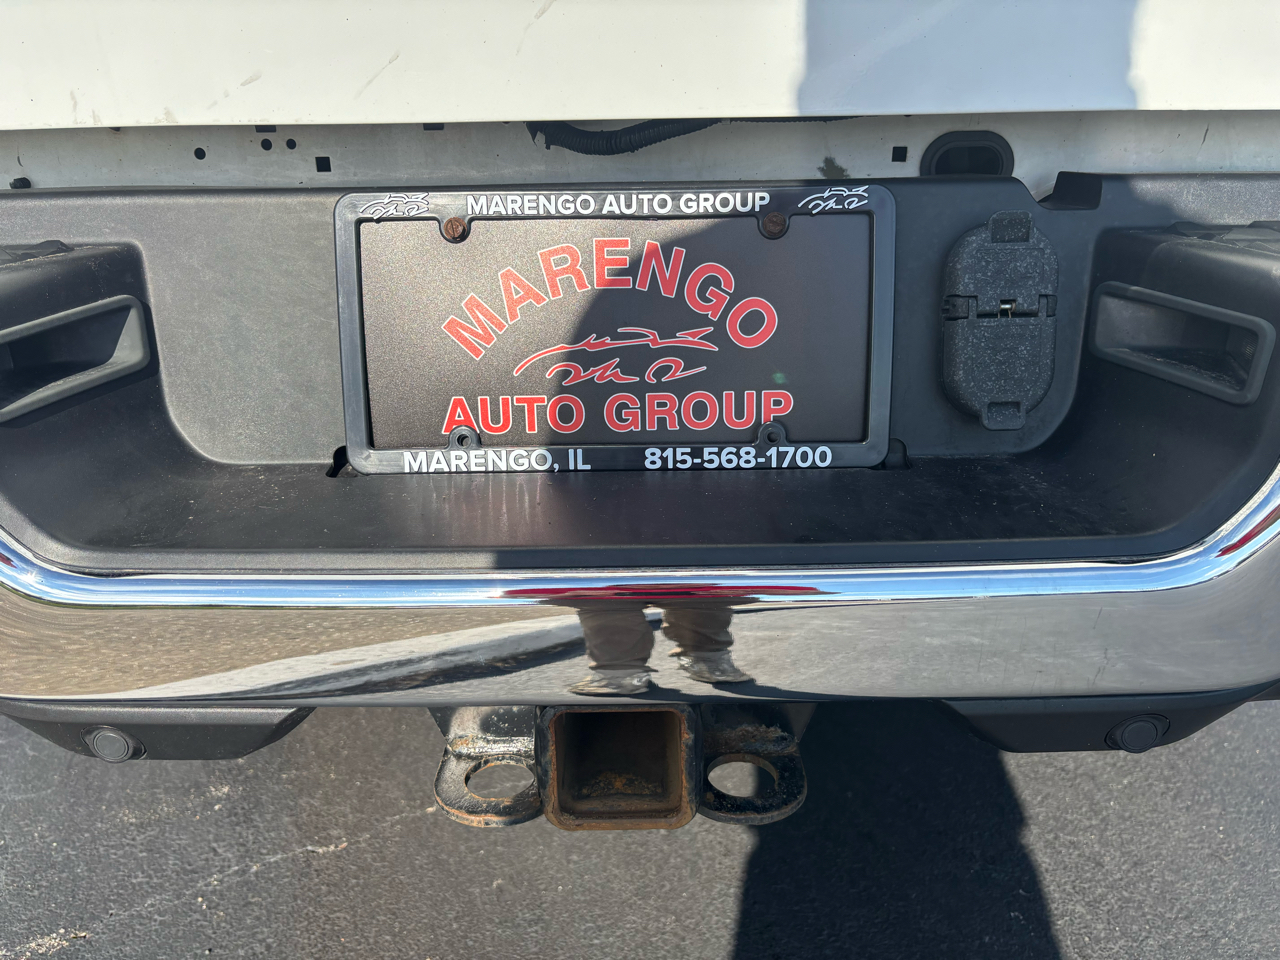 MARENGO AUTO GROUP
MARENGO
AUTO GROUP
MARENGO, IL 815-568-1700